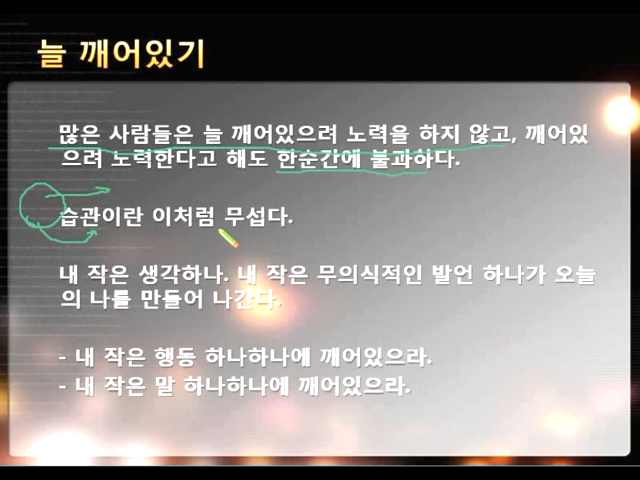 늘 깨어있기
많은 사람들은 늘 깨어있으려 노력을 하지 않고, 깨어있
으려 노력한다고 해도 한순간에 불과하다.
습관이란 이처럼 무섭다.
내 작은 생각하나. 내 작은 무의식적인 발언 하나가 오늘
의 나를 만들어 나간다.
- 내 작은 행동 하나하나에 깨어있으라.
- 내 작은 말 하나하나에 깨어있으라.